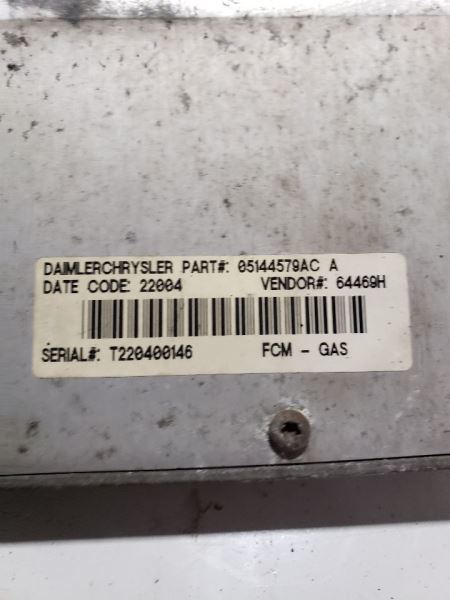 DAIMLERCHRYSLER PART#: 05144579AC A
DATE CODE: 22004 VENDOR#: 64469H
SERIAL#: T220400146 FCM - GAS